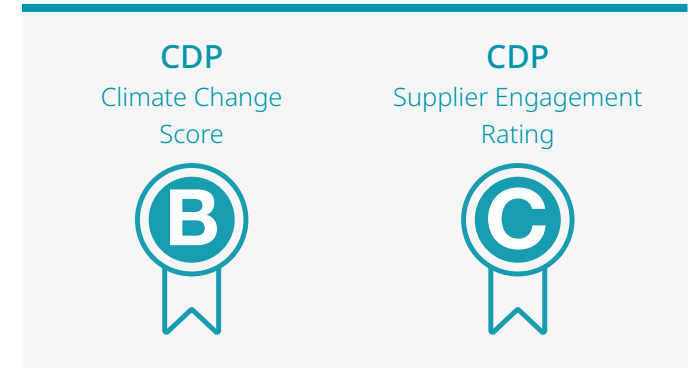 CDP
Climate Change
Score
B
CDP
Supplier Engagement
Rating
C